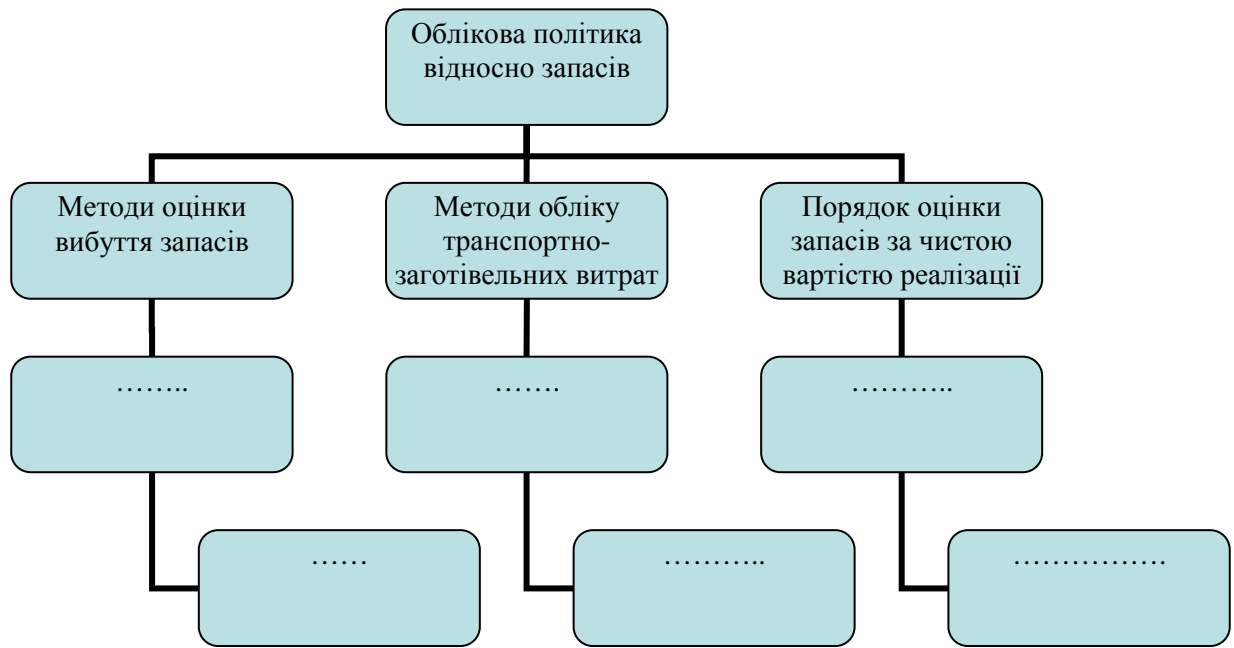 Облікова політика
відносно запасів
Методи оцінки
вибуття запасів
Методи обліку
транспортно-
заготівельних витрат
Порядок оцінки
запасів за чистою
вартістю реалізації
……..
…….
………..
……
………..
…………….